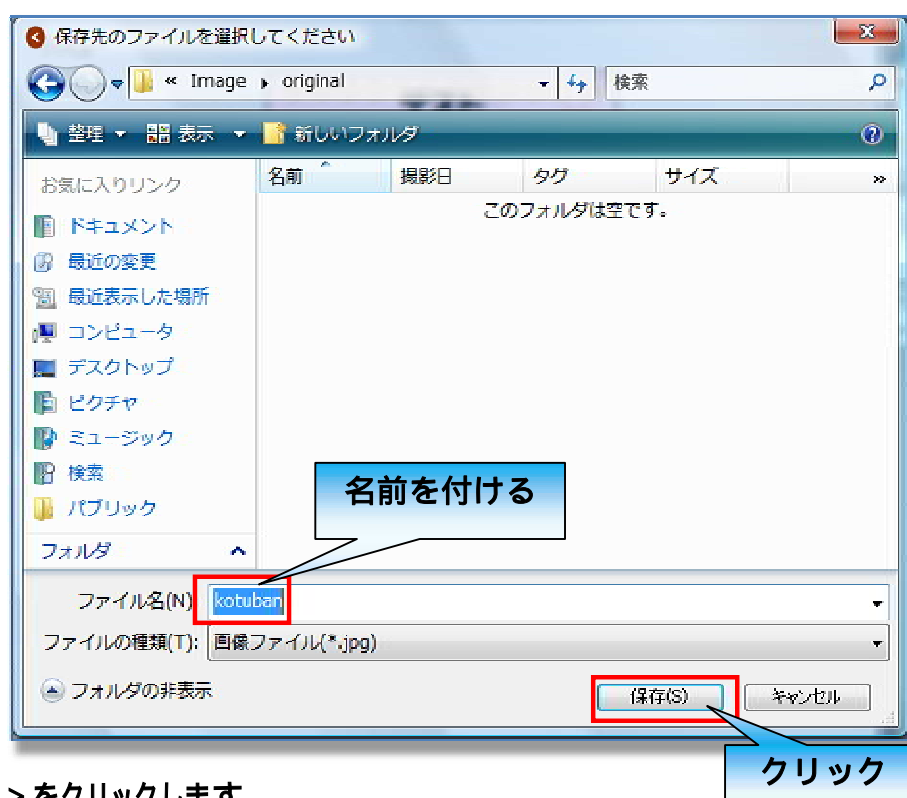 保存先のファイルを選択してください
« Image ▸ original
検索
整理 表示 新しいフォルダ
お気に入りリンク
名前 撮影日 タグ サイズ »
このフォルダは空です。
ドキュメント
最近の変更
最近表示した場所
コンピュータ
デスクトップ
ピクチャ
ミュージック
検索
パブリック
名前を付ける
フォルダ
ファイル名(N) kotuban
ファイルの種類(T): 画像ファイル(*.jpg)
フォルダの非表示
保存(S) キャンセル
クリック
>をクリックします